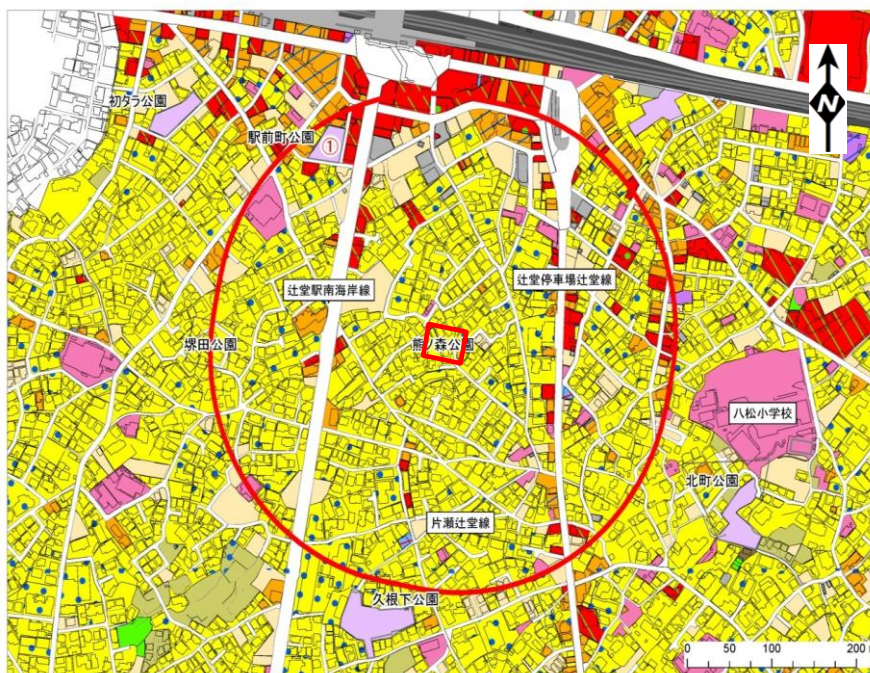 N
初タラ公園
駅前町公園
①
辻堂駅南海岸線
辻堂停車場辻堂線
堺田公園
熊ノ森公園
八松小学校
北町公園
片瀬辻堂線
久根下公園
0 50 100 200